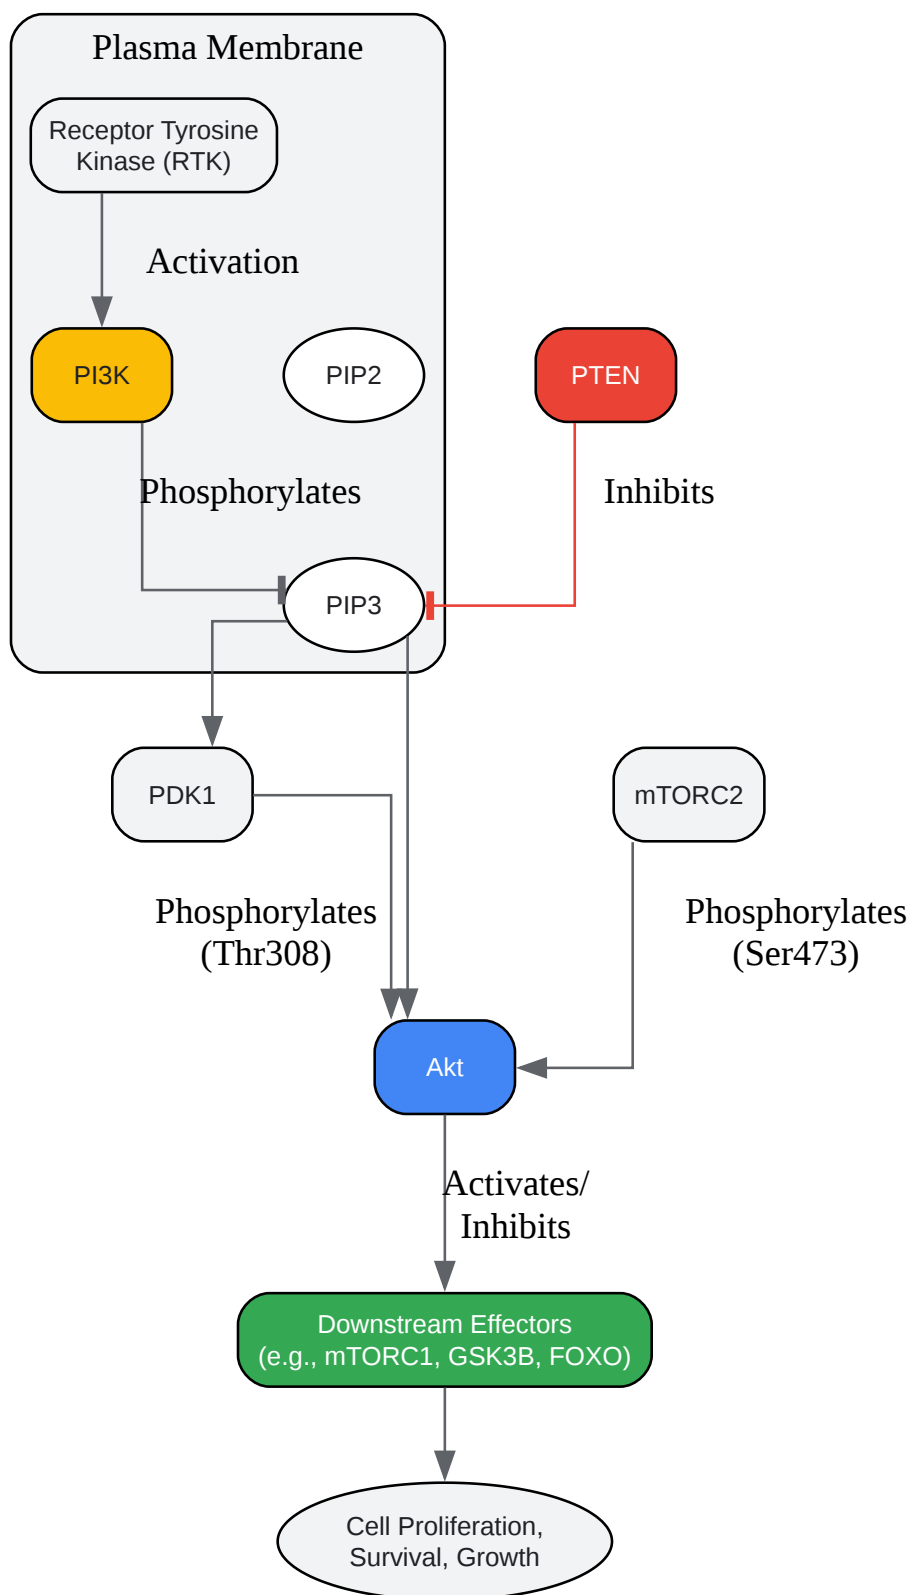 Plasma Membrane
Receptor Tyrosine
Kinase (RTK)
Activation
PI3K
PIP2
PTEN
Phosphorylates
Inhibits
PIP3
PDK1
mTORC2
Phosphorylates
(Thr308)
Phosphorylates
(Ser473)
Akt
Activates/
Inhibits
Downstream Effectors
(e.g., mTORC1, GSK3B, FOXO)
Cell Proliferation,
Survival, Growth